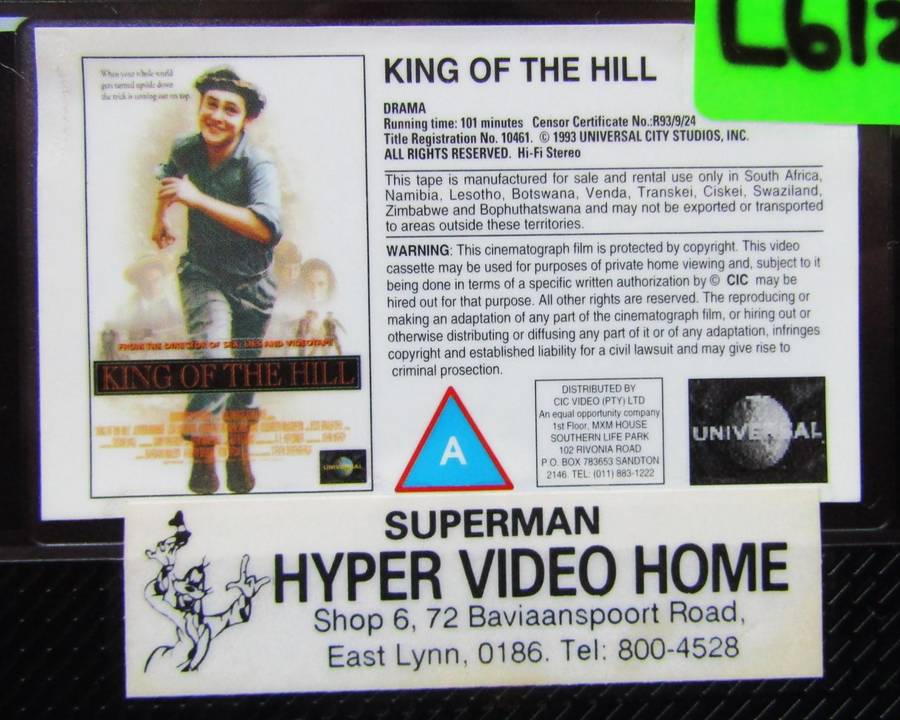 L612
When your whole world
gets turned upside down
the trick is coming out on top.
FROM THE DIRECTOR OF SEX, LIES AND VIDEOTAPE
KING OF THE HILL
UNIVERSAL
KING OF THE HILL
DRAMA
Running time: 101 minutes Censor Certificate No.:R93/9/24
Title Registration No. 10461. © 1993 UNIVERSAL CITY STUDIOS, INC.
ALL RIGHTS RESERVED. Hi-Fi Stereo
This tape is manufactured for sale and rental use only in South Africa,
Namibia, Lesotho, Botswana, Venda, Transkei, Ciskei, Swaziland,
Zimbabwe and Bophuthatswana and may not be exported or transported
to areas outside these territories.
WARNING: This cinematograph film is protected by copyright. This video
cassette may be used for purposes of private home viewing and, subject to it
being done in terms of a specific written authorization by © CIC may be
hired out for that purpose. All other rights are reserved. The reproducing or
making an adaptation of any part of the cinematograph film, or hiring out or
otherwise distributing or diffusing any part of it or of any adaptation, infringes
copyright and established liability for a civil lawsuit and may give rise to
criminal prosection.
A
DISTRIBUTED BY
CIC VIDEO (PTY) LTD
An equal opportunity company
1st Floor, MXM HOUSE
SOUTHERN LIFE PARK
102 RIVONIA ROAD
P.O. BOX 783653 SANDTON
2146. TEL: (011) 883-1222
UNIVERSAL
SUPERMAN
HYPER VIDEO HOME
Shop 6, 72 Baviaanspoort Road,
East Lynn, 0186. Tel: 800-4528